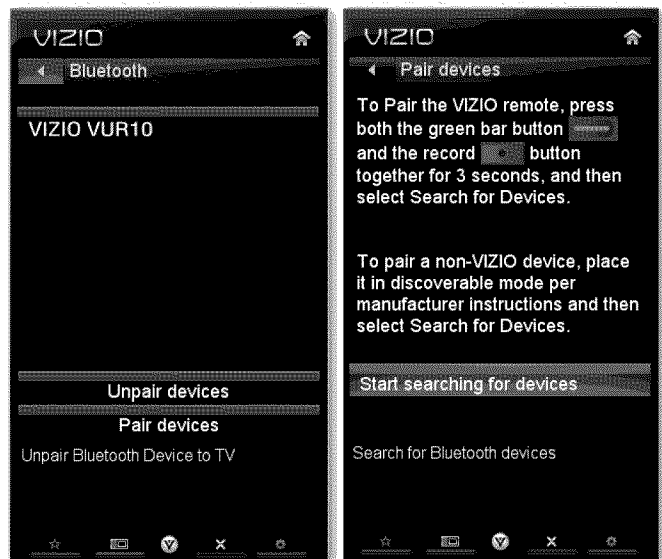 VIZIO
Bluetooth
VIZIO VUR10
Unpair devices
Pair devices
Unpair Bluetooth Device to TV
VIZIO
Pair devices
To Pair the VIZIO remote, press
both the green bar button
and the record button
together for 3 seconds, and then
select Search for Devices.
To pair a non-VIZIO device, place
it in discoverable mode per
manufacturer instructions and then
select Search for Devices.
Start searching for devices
Search for Bluetooth devices